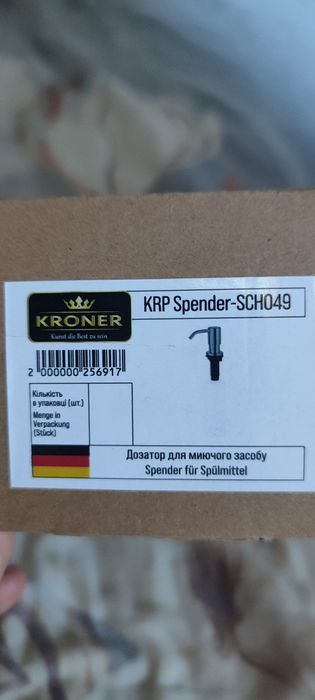 KRONER
Kunst die Best zu sein
KRP Spender-SCH049
2 000000 256917
Кількість
в упаковці (шт.)
Menge in
Verpackung
(Stück)
Дозатор для миючого засобу
Spender für Spülmittel